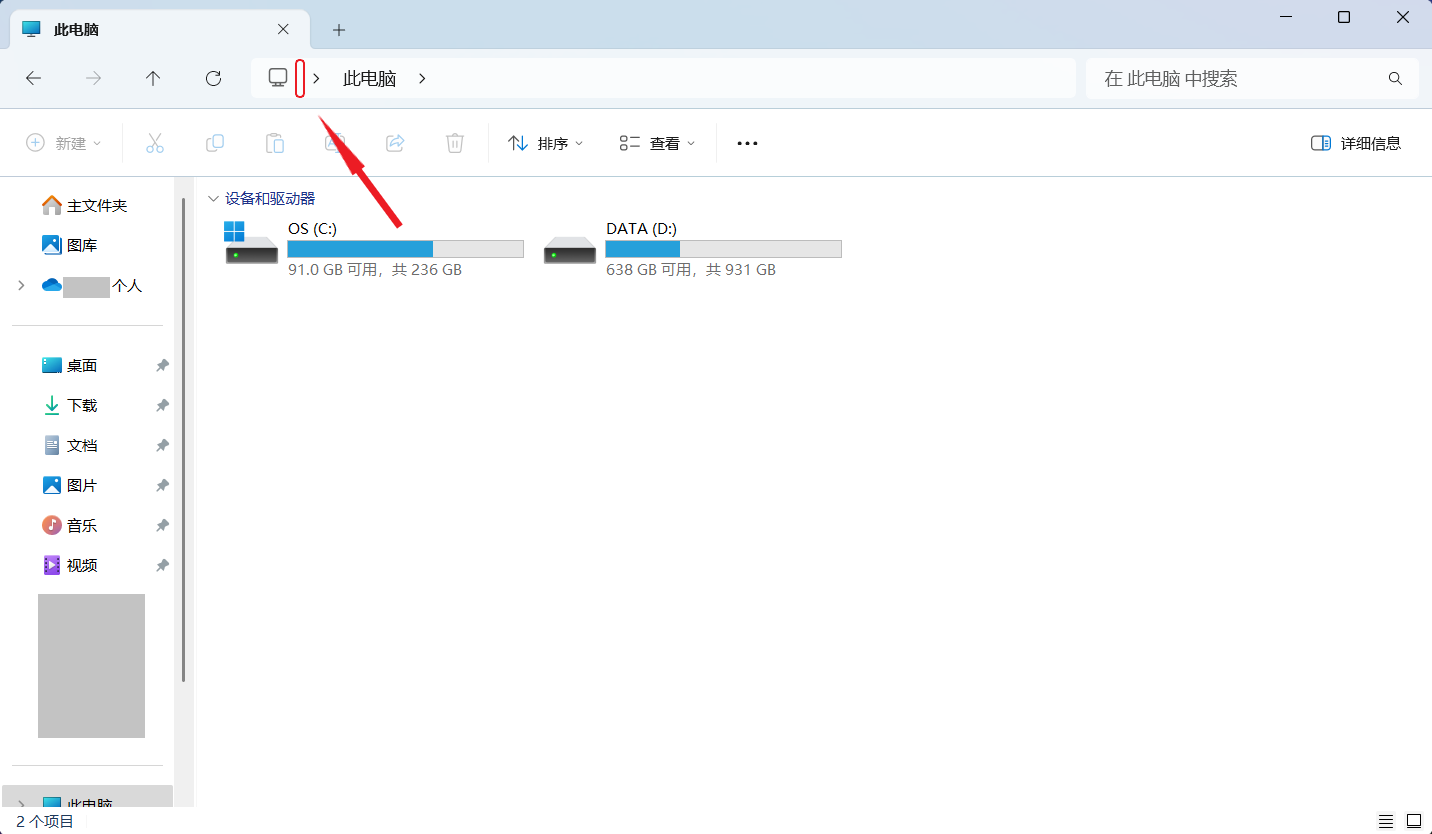 此电脑
此电脑
在 此电脑 中搜索
新建
排序
查看
详细信息
主文件夹
图库
个人
桌面
下载
文档
图片
音乐
视频
此电脑
设备和驱动器
OS (C:)
91.0 GB 可用，共 236 GB
DATA (D:)
638 GB 可用，共 931 GB
2 个项目